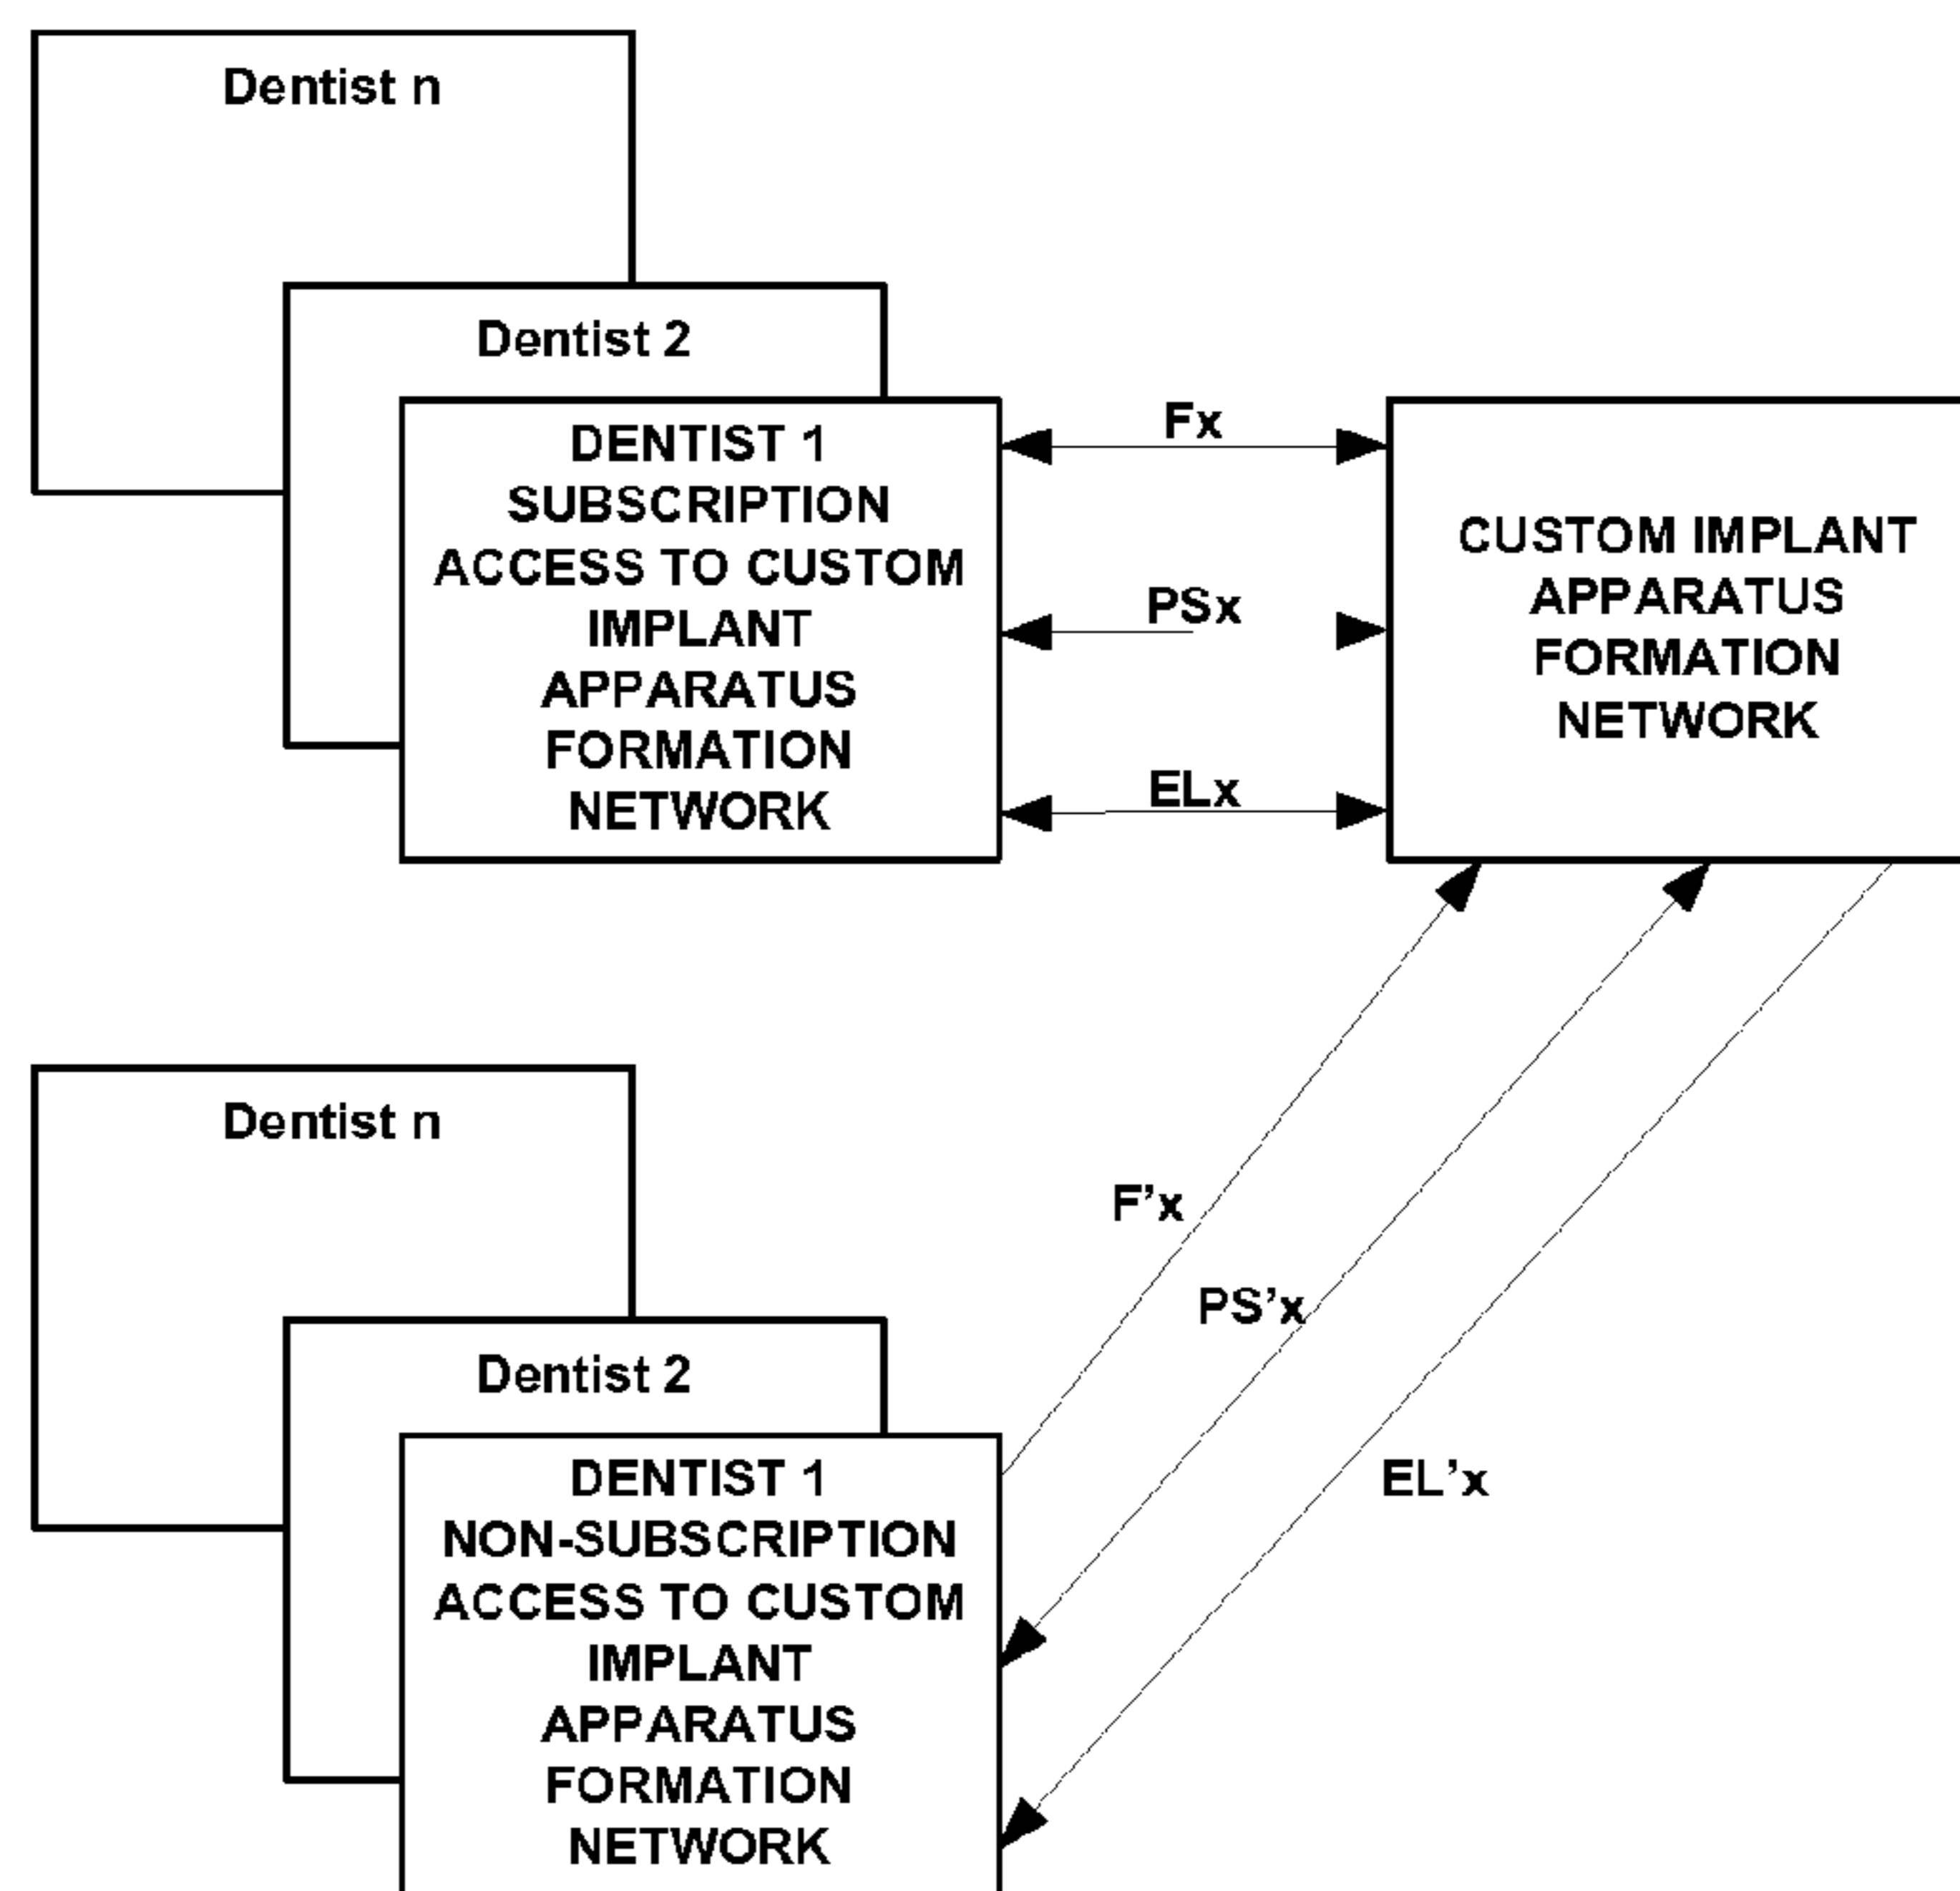 Dentist n
Dentist 2
DENTIST 1
SUBSCRIPTION
ACCESS TO CUSTOM
IMPLANT
APPARATUS
FORMATION
NETWORK
Fx
PSx
ELx
CUSTOM IMPLANT
APPARATUS
FORMATION
NETWORK
Dentist n
Dentist 2
DENTIST 1
NON-SUBSCRIPTION
ACCESS TO CUSTOM
IMPLANT
APPARATUS
FORMATION
NETWORK
F’x
PS’x
EL’x